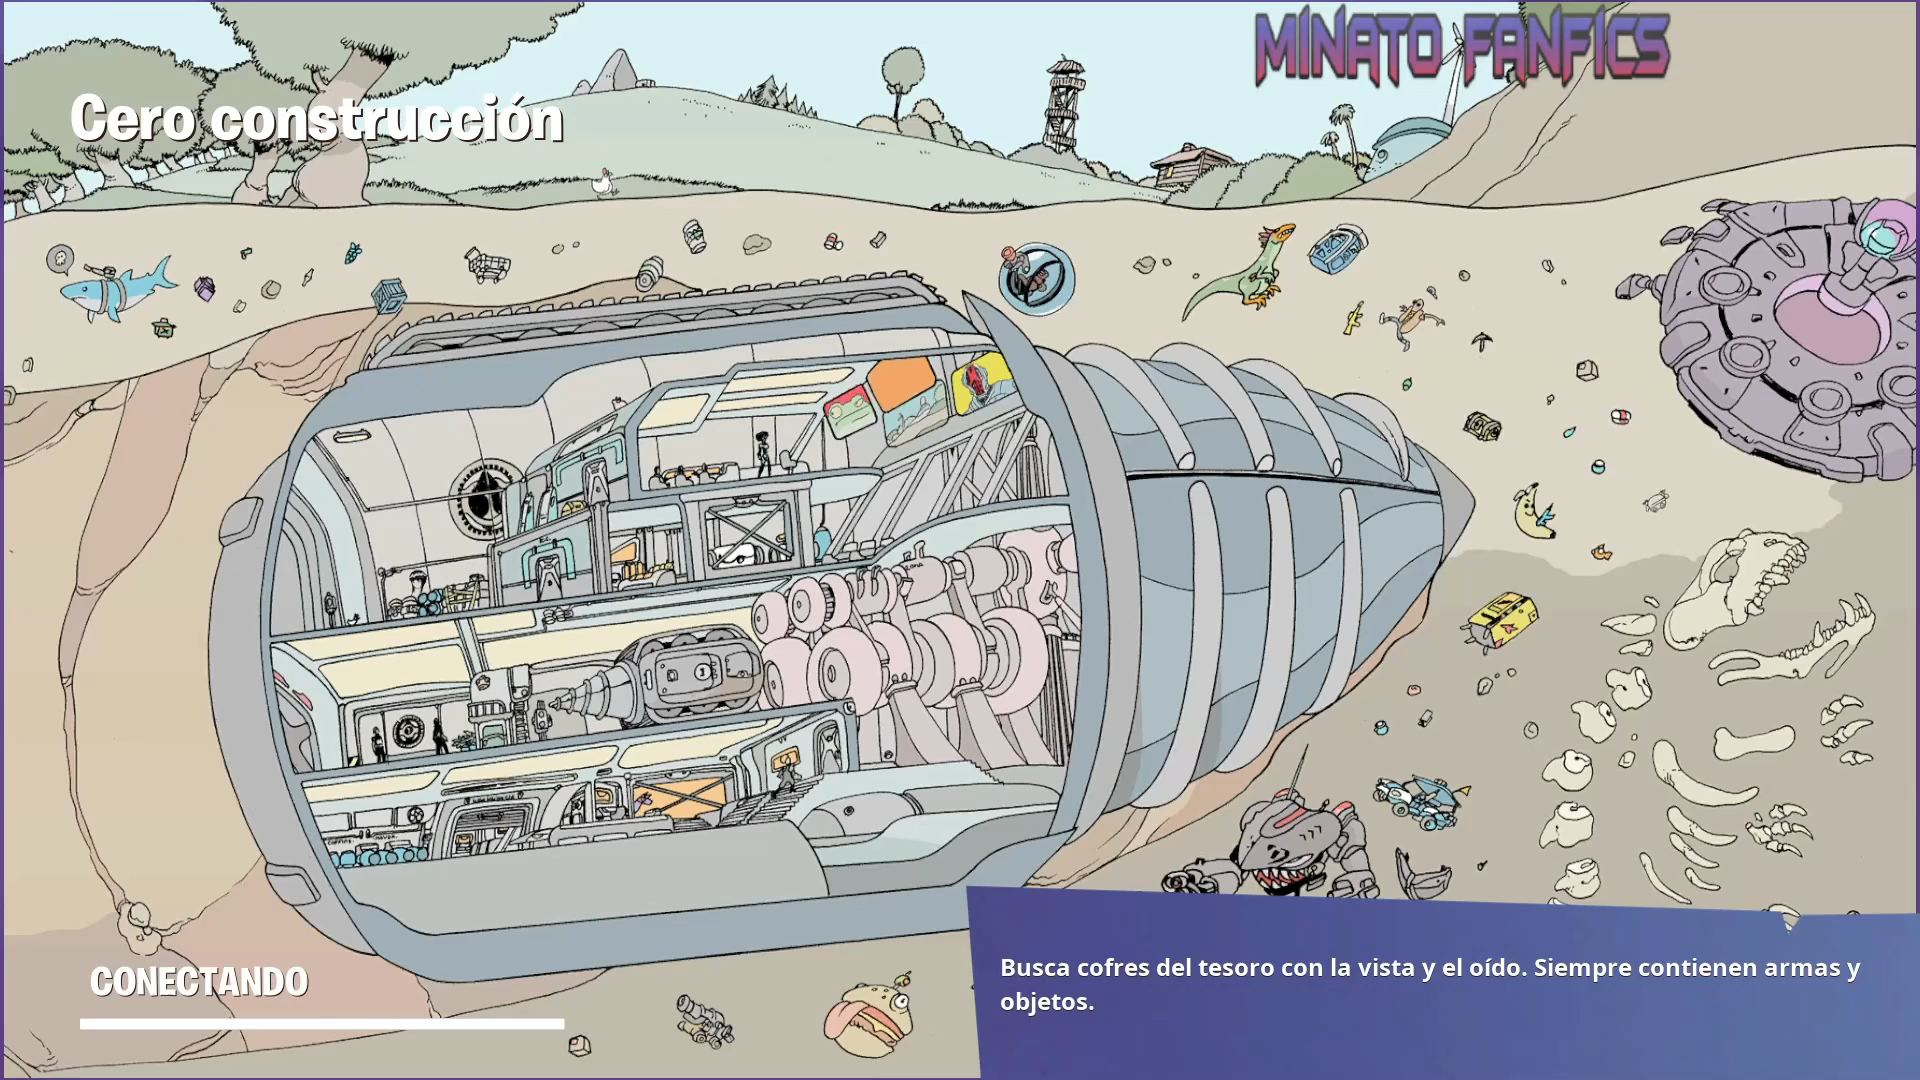 MINATO FANFICS
Cero construcción
CONECTANDO
Busca cofres del tesoro con la vista y el oído. Siempre contienen armas y
objetos.